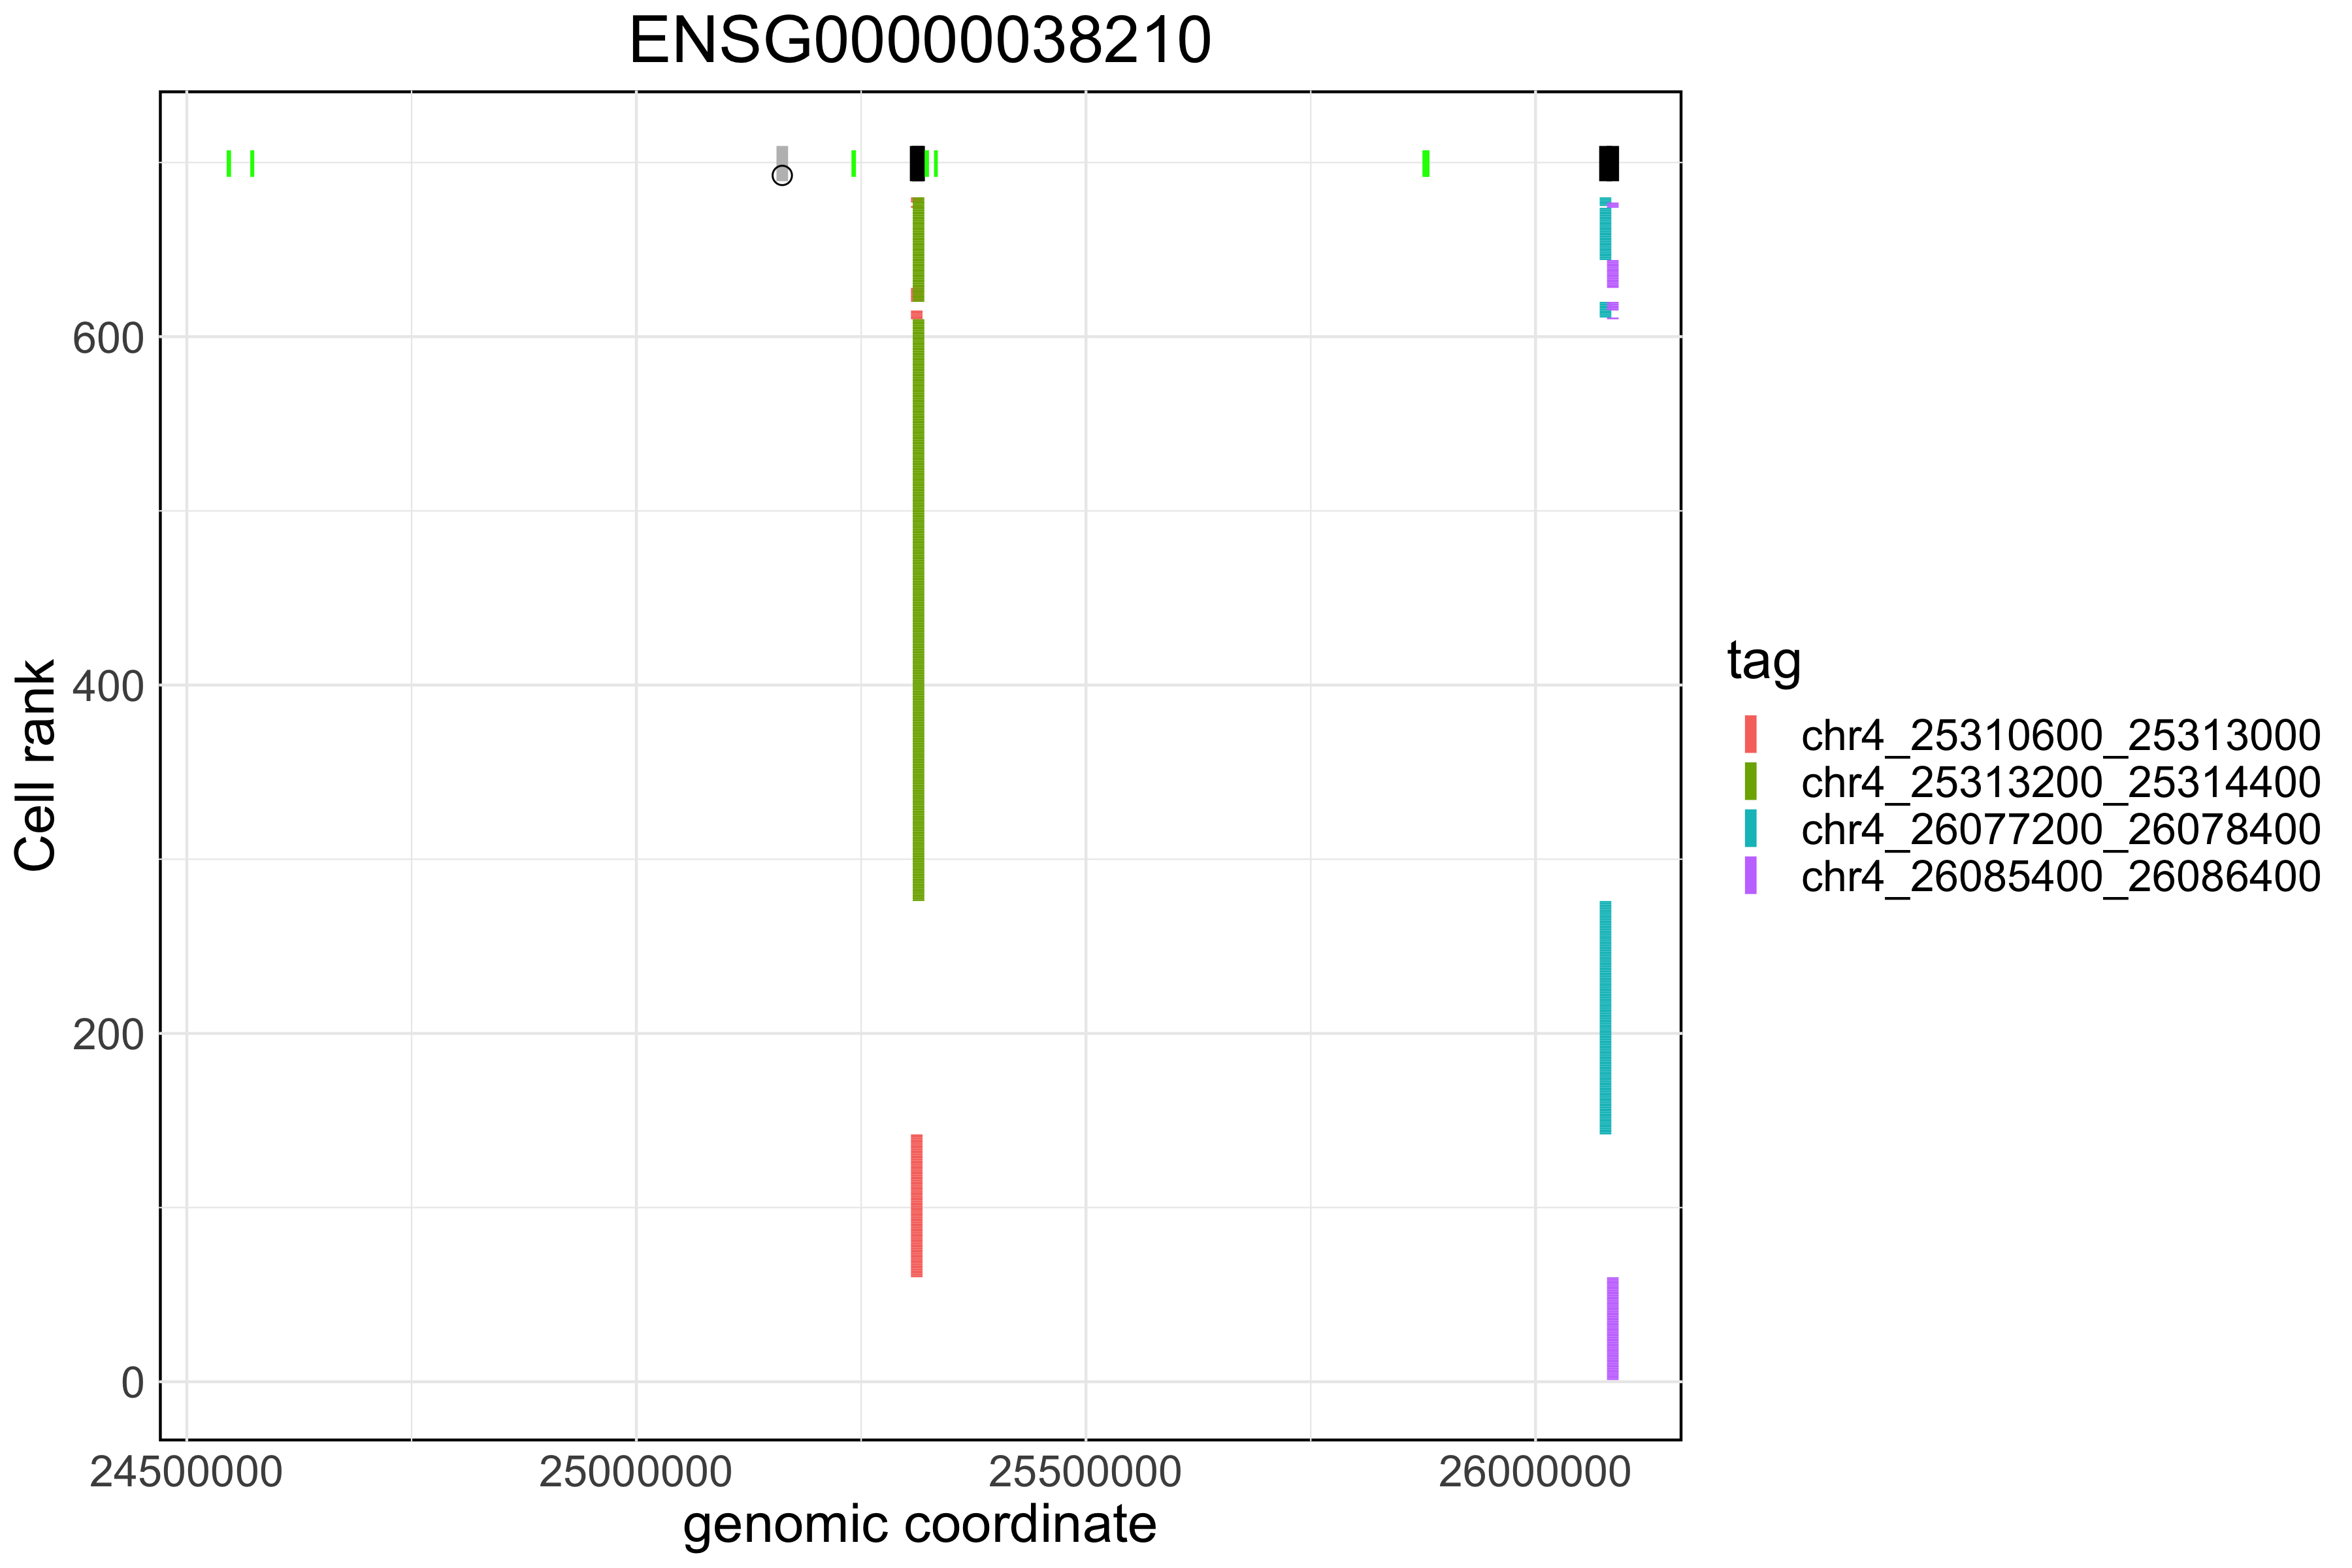 ENSG00000038210
600
400
200
0
Cell rank
24500000 25000000 25500000 26000000
genomic coordinate
tag
chr4_25310600_25313000
chr4_25313200_25314400
chr4_26077200_26078400
chr4_26085400_26086400